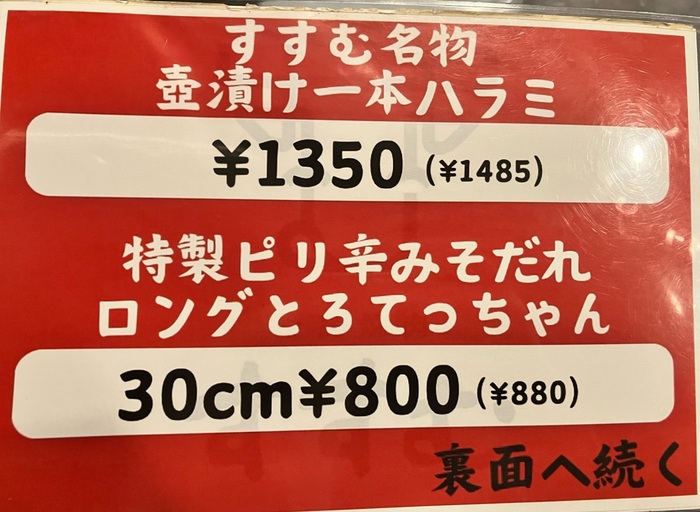 すすむ名物
壺漬け一本ハラミ
¥1350 (¥1485)
特製ピリ辛みそだれ
ロングとろてっちゃん
30cm¥800 (¥880)
裏面へ続く